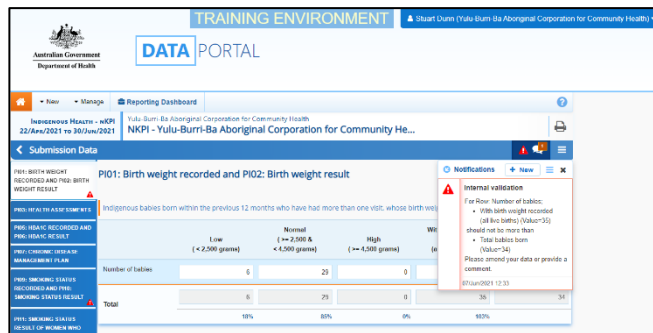 TRAINING ENVIRONMENT
Stuart Dunn (Yulu-Burri-Ba Aboriginal Corporation for Community Health)
Australian Government
Department of Health
DATA PORTAL
New
Manage
Reporting Dashboard
INDIGENOUS HEALTH - NKPI
22/APR/2021 TO 30/JUN/2021
Yulu-Burri-Ba Aboriginal Corporation for Community Health
NKPI - Yulu-Burri-Ba Aboriginal Corporation for Community He...
Submission Data
PI01: BIRTH WEIGHT
RECORDED AND PI02: BIRTH
WEIGHT RESULT
PI03: HEALTH ASSESSMENTS
PI05: HBA1C RECORDED AND
PI06: HBA1C RESULT
PI07: CHRONIC DISEASE
MANAGEMENT PLAN
PI09: SMOKING STATUS
RECORDED AND PI10:
SMOKING STATUS RESULT
PI11: SMOKING STATUS
RESULT OF WOMEN WHO
PI01: Birth weight recorded and PI02: Birth weight result
Indigenous babies born within the previous 12 months who have had more than one visit, whose birth
Low
(< 2,500 grams)
Normal
(>= 2,500 &
< 4,500 grams)
High
(>= 4,500 grams)
Number of babies
6
29
0
Total
6
29
0
35
34
18%
85%
0%
103%
Notifications
+ New
Internal validation
For Row: Number of babies;
With birth weight recorded
(all live births) (Value=35)
should not be more than
Total babies born
(Value=34)
Please amend your data or provide a
comment.
07/Jun/2021 12:33